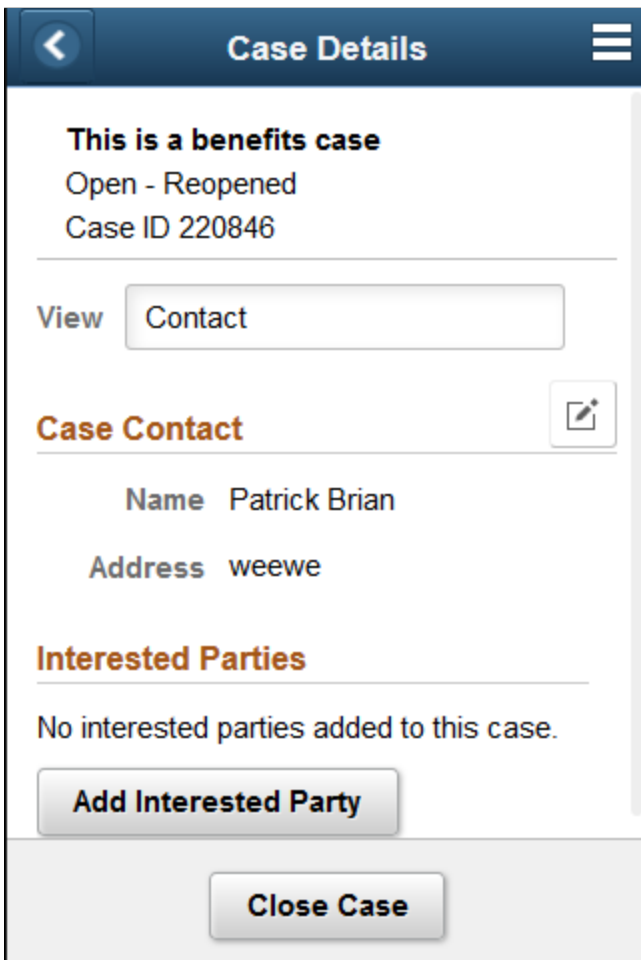 Case Details
This is a benefits case
Open - Reopened
Case ID 220846
View Contact
Case Contact
Name Patrick Brian
Address weewe
Interested Parties
No interested parties added to this case.
Add Interested Party
Close Case